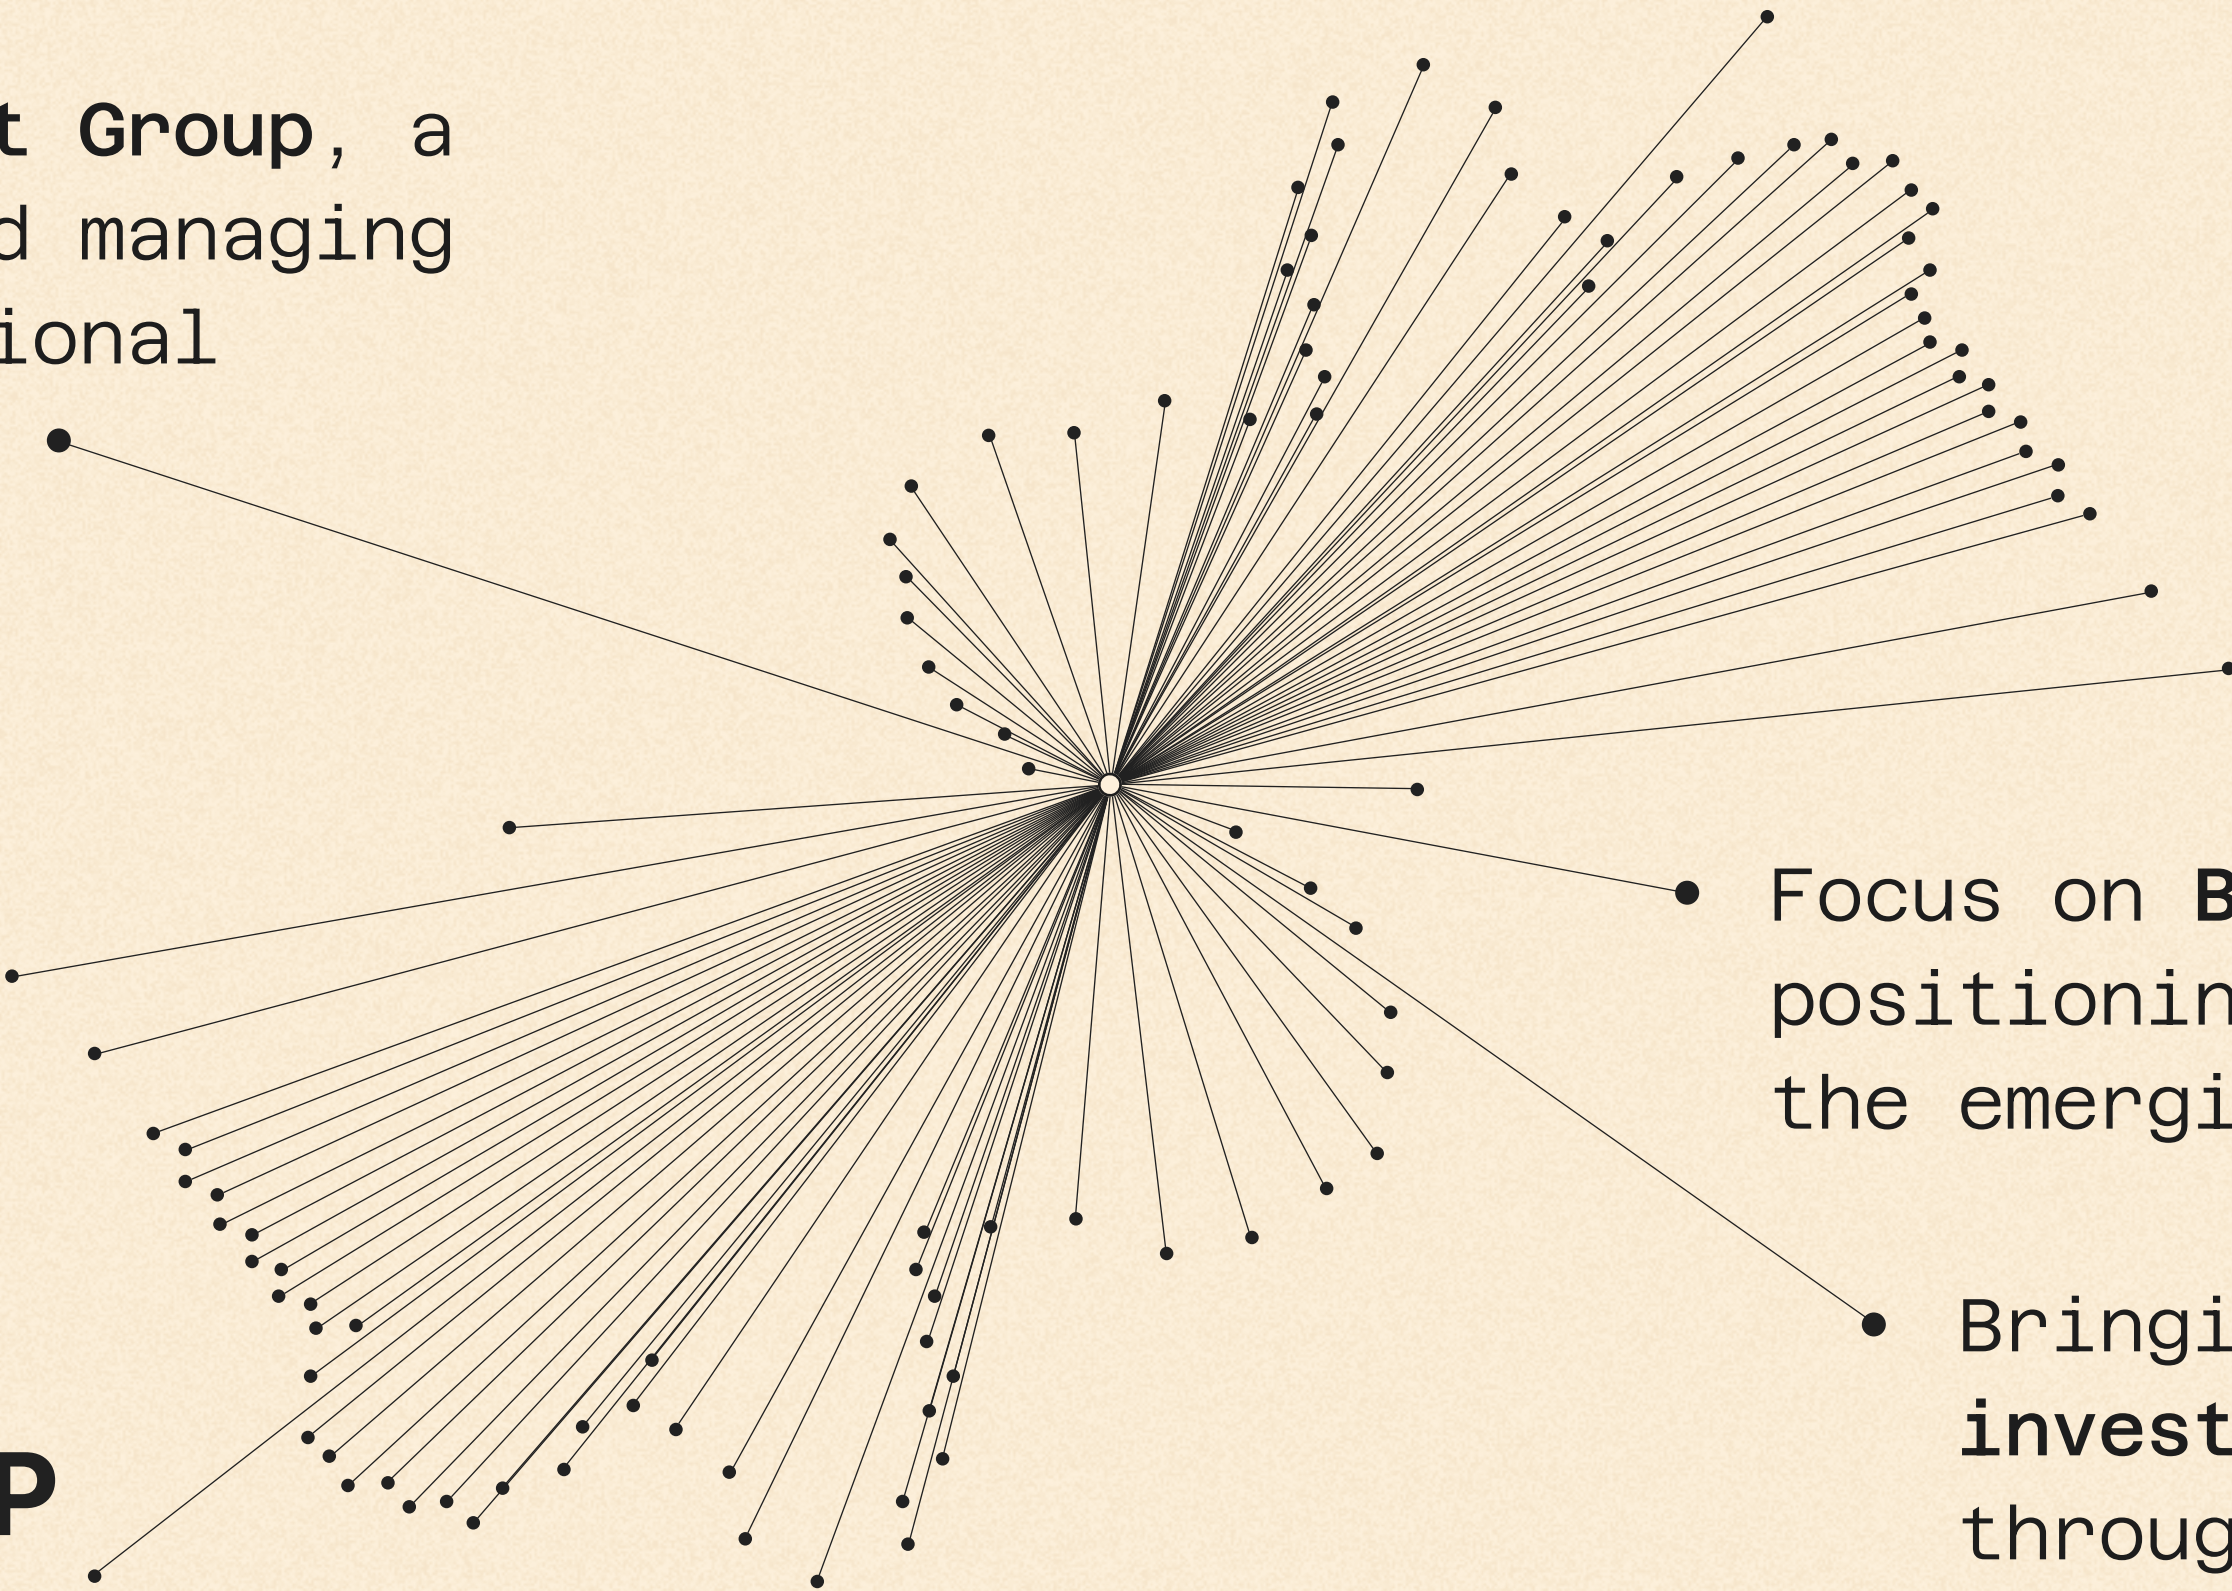 t Group, a
d managing
ional
Focus on B
positionin
the emergi
Bringi
invest
throug
P